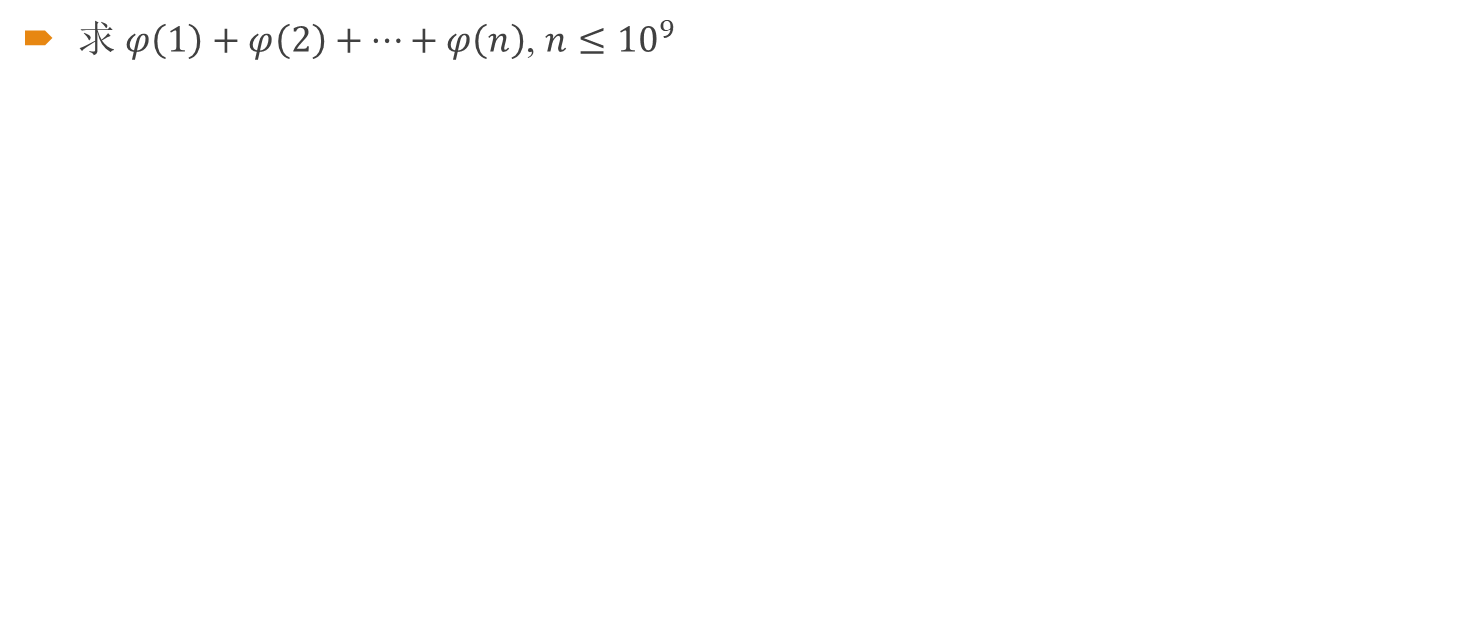 求 𝜑(1) + 𝜑(2) + ⋯ + 𝜑(𝑛), 𝑛 ≤ 10⁹